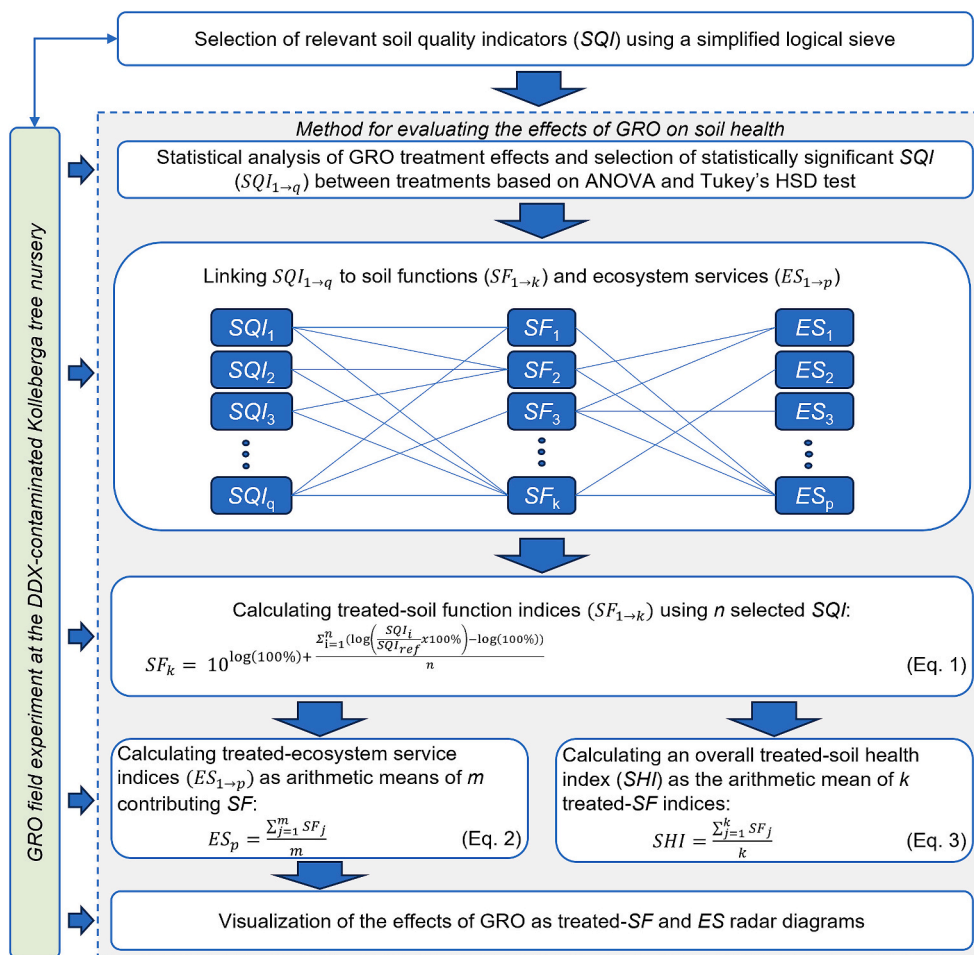 Selection of relevant soil quality indicators (SQI) using a simplified logical sieve
GRO field experiment at the DDX-contaminated Kolleberga tree nursery
Method for evaluating the effects of GRO on soil health
Statistical analysis of GRO treatment effects and selection of statistically significant SQI
(SQI₁→q) between treatments based on ANOVA and Tukey's HSD test
Linking SQI₁→q to soil functions (SF₁→k) and ecosystem services (ES₁→p)
SQI₁ SF₁ ES₁
SQI₂ SF₂ ES₂
SQI₃ SF₃ ES₃
SQIq SFk ESp
Calculating treated-soil function indices (SF₁→k) using n selected SQI:
SFk = 10^(log(100%)+ Σⁿi=1(log(SQIi/SQIref x100%)−log(100%))/n) (Eq. 1)
Calculating treated-ecosystem service
indices (ES₁→p) as arithmetic means of m
contributing SF:
ESp = Σᵐj=1 SFj / m (Eq. 2)
Calculating an overall treated-soil health
index (SHI) as the arithmetic mean of k
treated-SF indices:
SHI = Σᵏj=1 SFj / k (Eq. 3)
Visualization of the effects of GRO as treated-SF and ES radar diagrams